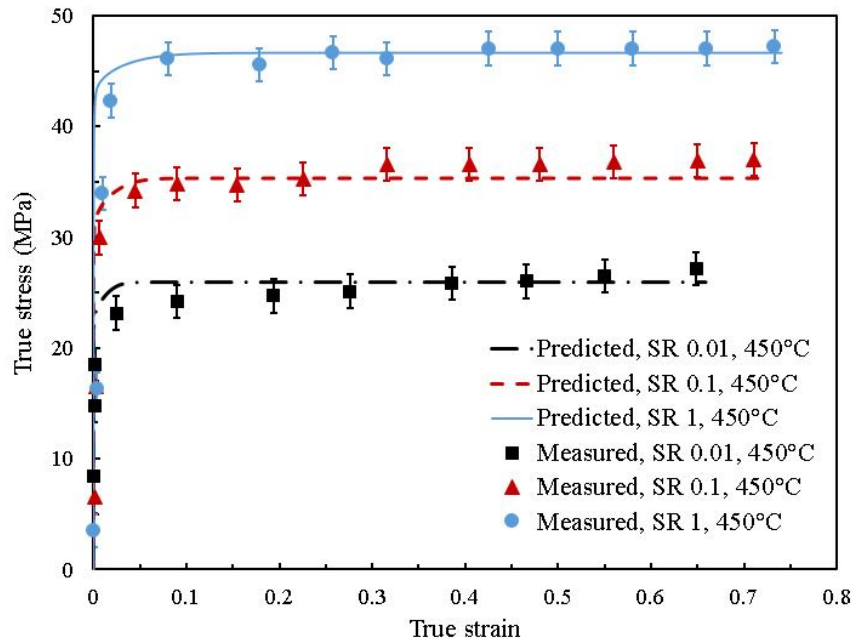 50
40
30
20
10
0
True stress (MPa)
Predicted, SR 0.01, 450°C
Predicted, SR 0.1, 450°C
Predicted, SR 1, 450°C
Measured, SR 0.01, 450°C
Measured, SR 0.1, 450°C
Measured, SR 1, 450°C
0 0.1 0.2 0.3 0.4 0.5 0.6 0.7 0.8
True strain